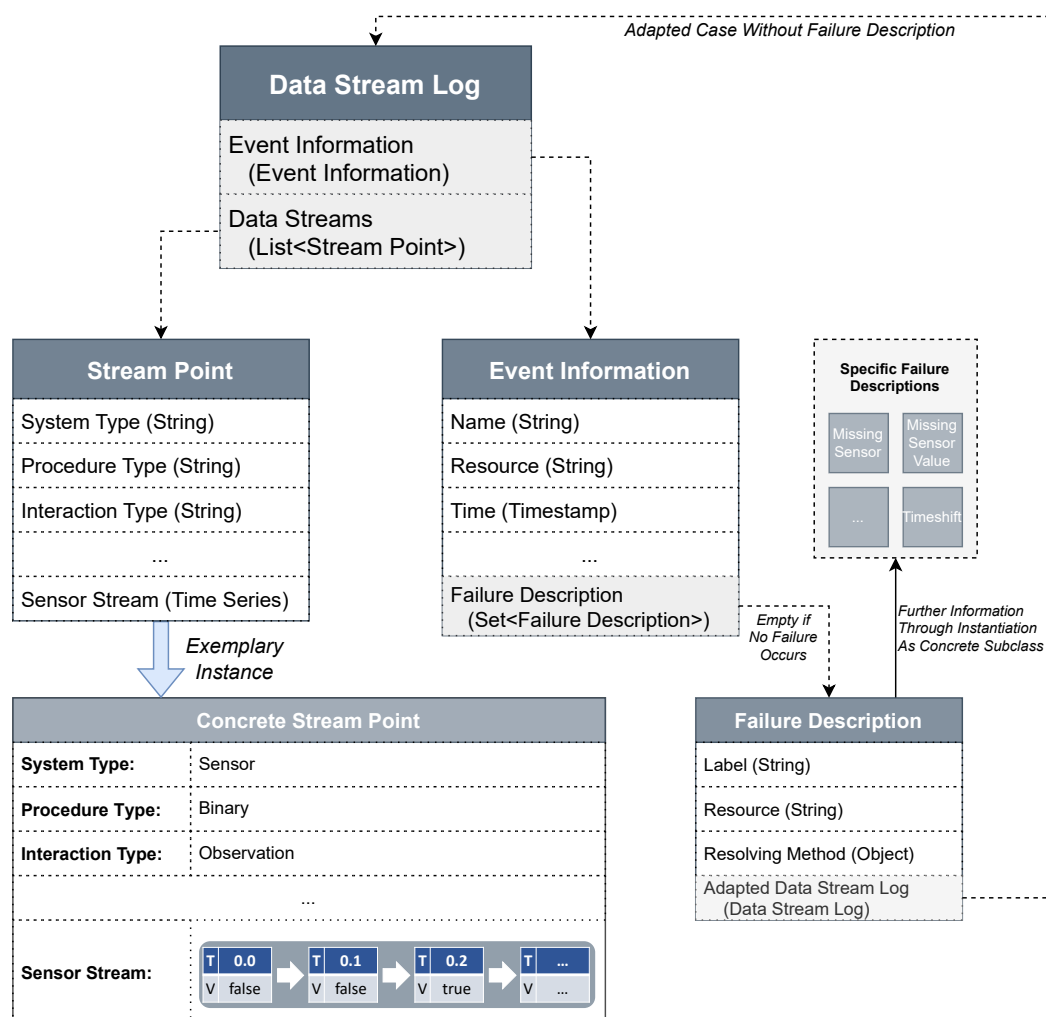 Adapted Case Without Failure Description
Data Stream Log
Event Information
(Event Information)
Data Streams
(List<Stream Point>)
Stream Point
System Type (String)
Procedure Type (String)
Interaction Type (String)
...
Sensor Stream (Time Series)
Event Information
Name (String)
Resource (String)
Time (Timestamp)
...
Failure Description
(Set<Failure Description>)
Specific Failure
Descriptions
Missing
Sensor
Missing
Sensor
Value
...
Timeshift
Exemplary
Instance
Empty if
No Failure
Occurs
Further Information
Through Instantiation
As Concrete Subclass
Concrete Stream Point
System Type: Sensor
Procedure Type: Binary
Interaction Type: Observation
...
Sensor Stream:
T 0.0 T 0.1 T 0.2 T ...
V false V false V true V ...
Failure Description
Label (String)
Resource (String)
Resolving Method (Object)
Adapted Data Stream Log
(Data Stream Log)